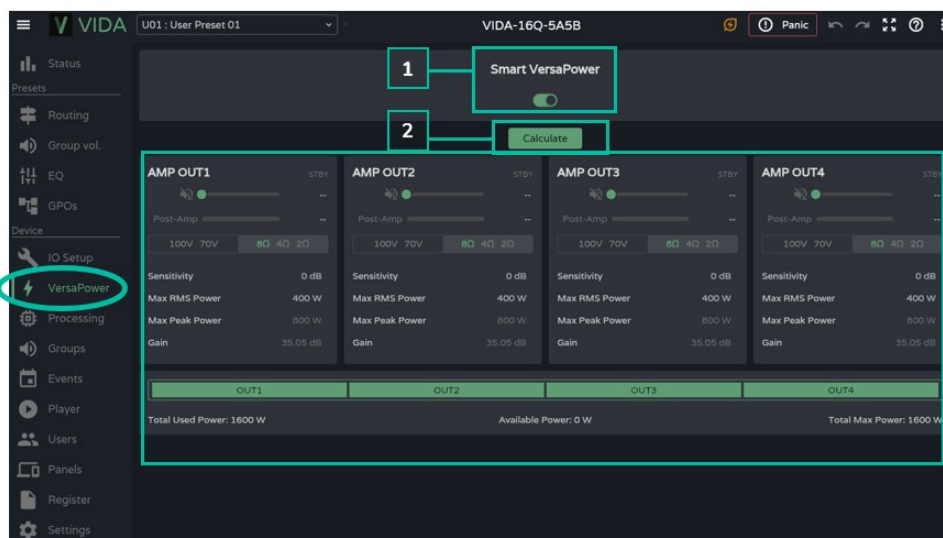 VIDA U01 : User Preset 01 VIDA-16Q-5A5B Panic
Status
Presets
Routing
Group vol.
EQ
GPOs
Device
IO Setup
VersaPower
Processing
Groups
Events
Player
Users
Panels
Register
Settings
1
Smart VersaPower
2
Calculate
AMP OUT1 STBY
--
Post-Amp --
100V 70V 8Ω 4Ω 2Ω
Sensitivity 0 dB
Max RMS Power 400 W
Max Peak Power 800 W
Gain 35.05 dB
AMP OUT2 STBY
--
Post-Amp --
100V 70V 8Ω 4Ω 2Ω
Sensitivity 0 dB
Max RMS Power 400 W
Max Peak Power 800 W
Gain 35.05 dB
AMP OUT3 STBY
--
Post-Amp --
100V 70V 8Ω 4Ω 2Ω
Sensitivity 0 dB
Max RMS Power 400 W
Max Peak Power 800 W
Gain 35.05 dB
AMP OUT4 STBY
--
Post-Amp --
100V 70V 8Ω 4Ω 2Ω
Sensitivity 0 dB
Max RMS Power 400 W
Max Peak Power 800 W
Gain 35.05 dB
OUT1 OUT2 OUT3 OUT4
Total Used Power: 1600 W Available Power: 0 W Total Max Power: 1600 W